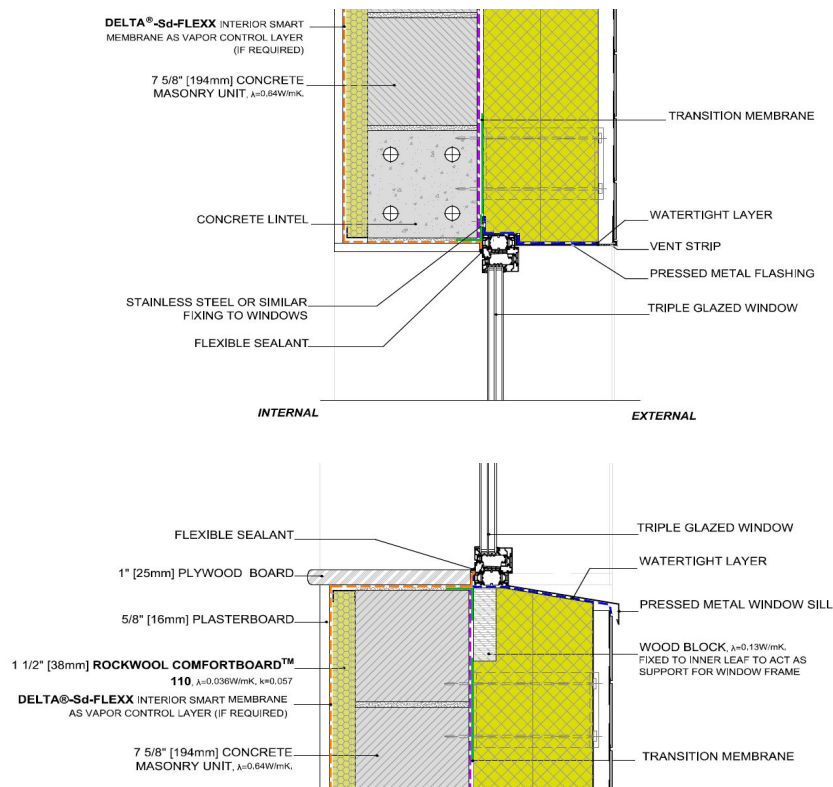 DELTA®-Sd-FLEXX INTERIOR SMART
MEMBRANE AS VAPOR CONTROL LAYER
(IF REQUIRED)
7 5/8" [194mm] CONCRETE
MASONRY UNIT, λ=0,64W/mK.
TRANSITION MEMBRANE
CONCRETE LINTEL
WATERTIGHT LAYER
VENT STRIP
PRESSED METAL FLASHING
STAINLESS STEEL OR SIMILAR
FIXING TO WINDOWS
TRIPLE GLAZED WINDOW
FLEXIBLE SEALANT
INTERNAL
EXTERNAL
FLEXIBLE SEALANT
TRIPLE GLAZED WINDOW
1" [25mm] PLYWOOD BOARD
WATERTIGHT LAYER
5/8" [16mm] PLASTERBOARD
PRESSED METAL WINDOW SILL
1 1/2" [38mm] ROCKWOOL COMFORTBOARD™
110, λ=0.036W/mK, k=0.057
WOOD BLOCK, λ=0.13W/mK.
FIXED TO INNER LEAF TO ACT AS
SUPPORT FOR WINDOW FRAME
DELTA®-Sd-FLEXX INTERIOR SMART MEMBRANE
AS VAPOR CONTROL LAYER (IF REQUIRED)
7 5/8" [194mm] CONCRETE
MASONRY UNIT, λ=0.64W/mK.
TRANSITION MEMBRANE